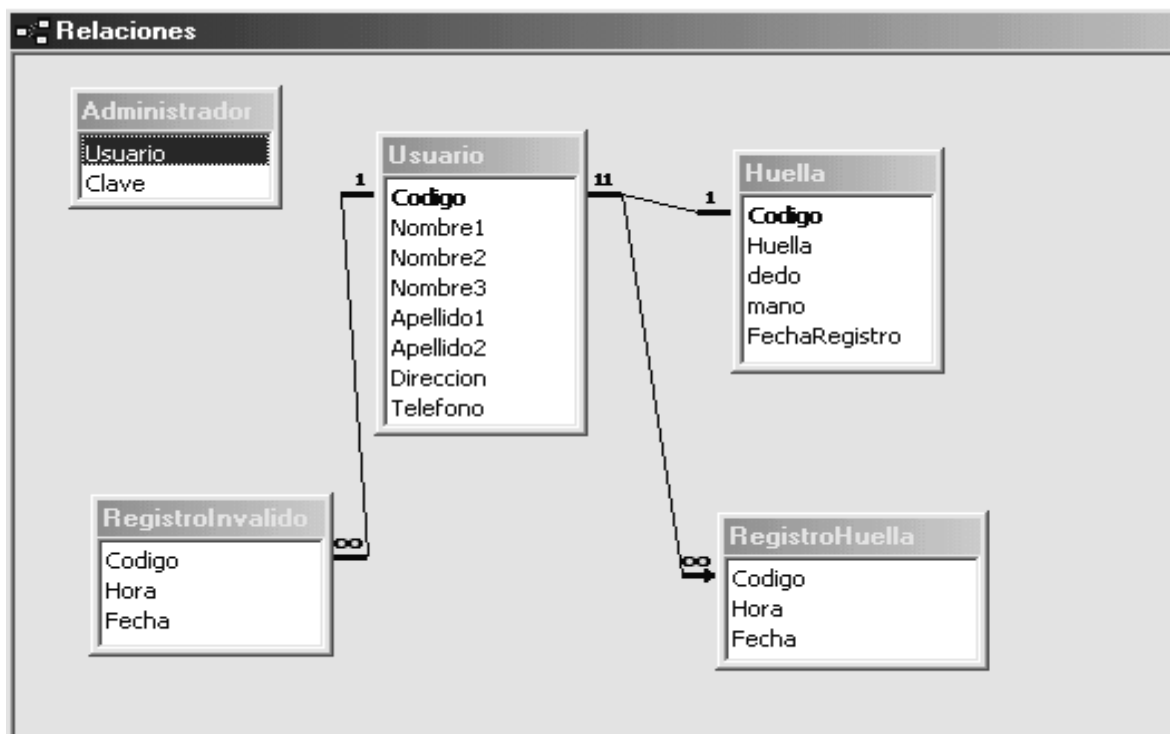 Relaciones
Administrador
Usuario
Clave
Usuario
Codigo
Nombre1
Nombre2
Nombre3
Apellido1
Apellido2
Direccion
Telefono
1
11
1
Huella
Codigo
Huella
dedo
mano
FechaRegistro
RegistroInvalido
Codigo
Hora
Fecha
∞
∞
RegistroHuella
Codigo
Hora
Fecha